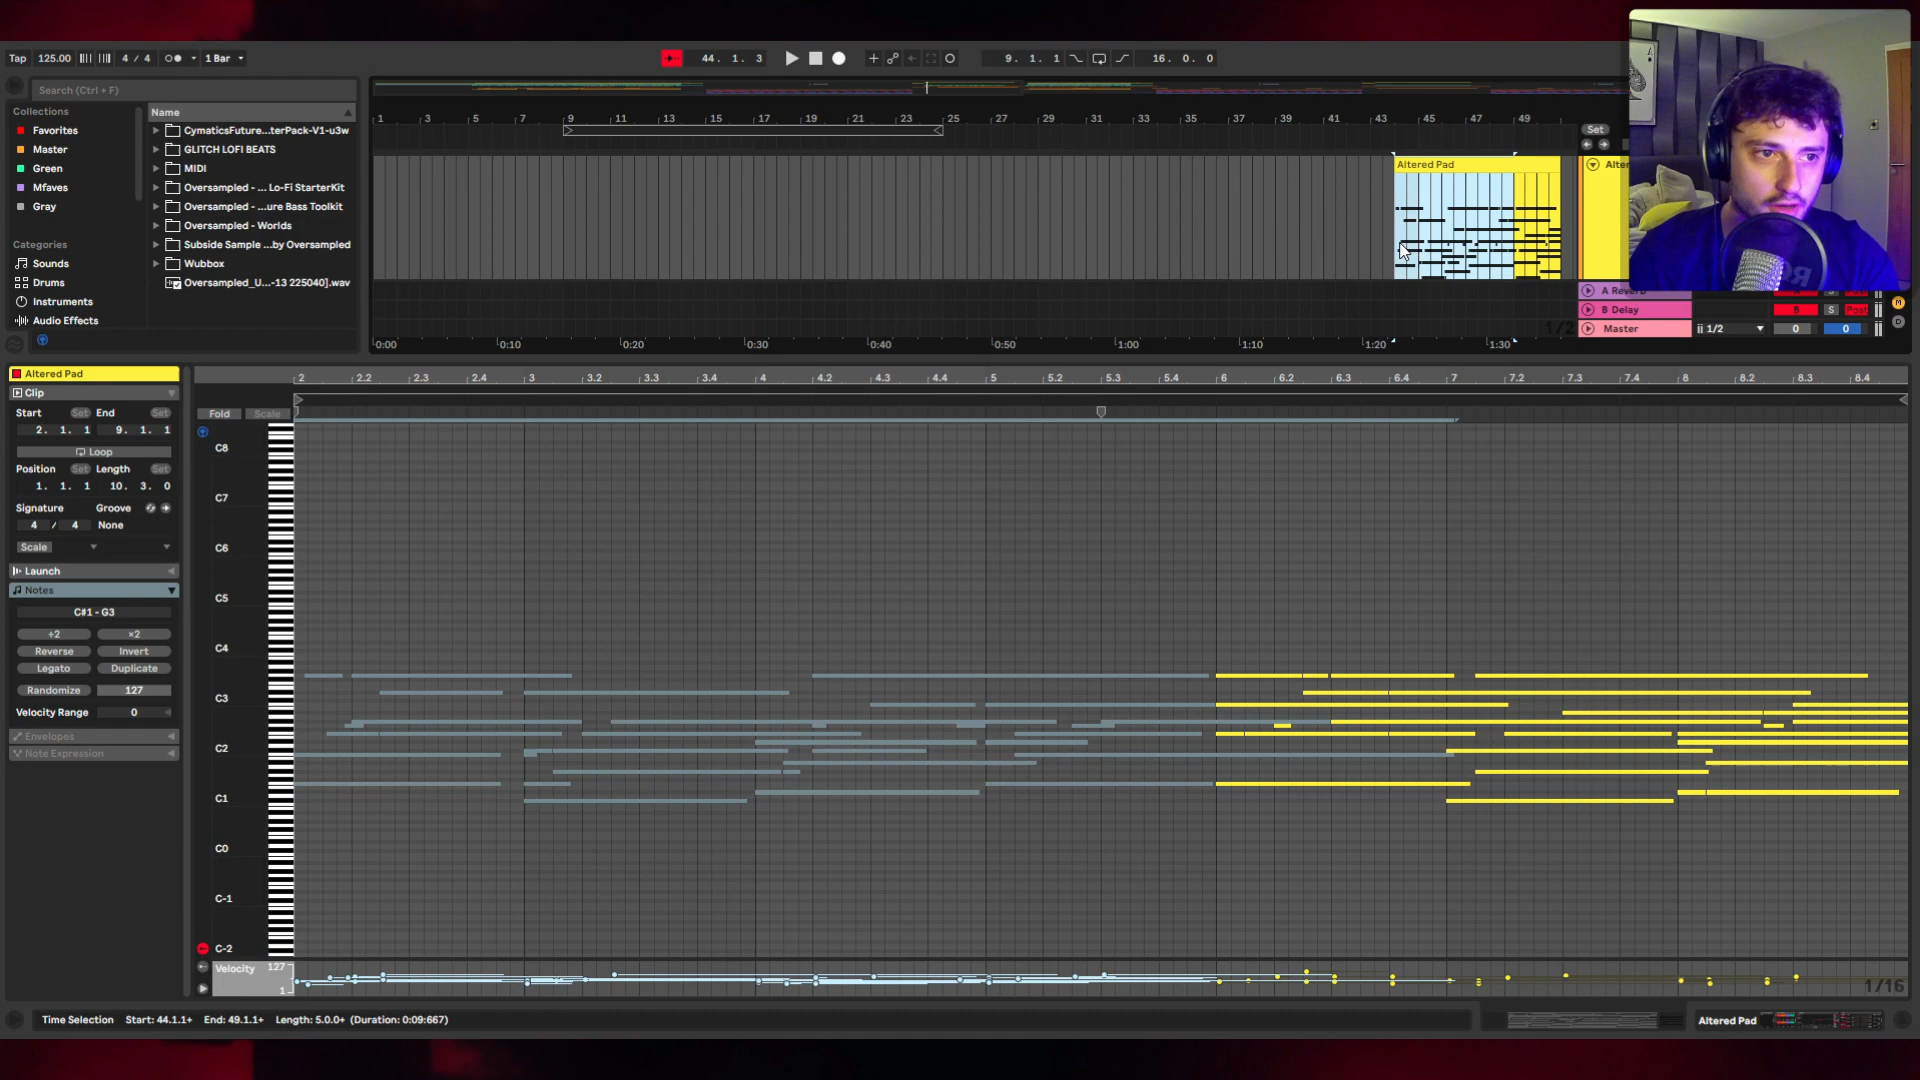 Tap 125.00 4 / 4 1 Bar 44. 1. 3 9. 1. 1 16. 0. 0
Search (Ctrl + F)
Collections
Favorites
Master
Green
Mfaves
Gray
Categories
Sounds
Drums
Instruments
Audio Effects
Name
CymaticsFuture...terPack-V1-u3w
GLITCH LOFI BEATS
MIDI
Oversampled - ... Lo-Fi StarterKit
Oversampled - ...ure Bass Toolkit
Oversampled - Worlds
Subside Sample ...by Oversampled
Wubbox
Oversampled_U...-13 225040].wav
1 3 5 7 9 11 13 15 17 19 21 23 25 27 29 31 33 35 37 39 41 43 45 47 49
Set
Altered Pad
Alter
A Reverb A S Post
B Delay B S Post
1/2
Master 1/2 0 0
M
D
0:00 0:10 0:20 0:30 0:40 0:50 1:00 1:10 1:20 1:30
Altered Pad
Clip
Start Set End Set
2. 1. 1 9. 1. 1
Loop
Position Set Length Set
1. 1. 1 10. 3. 0
Signature Groove
4 / 4 None
Scale
Launch
Notes
C#1 - G3
÷2 ×2
Reverse Invert
Legato Duplicate
Randomize 127
Velocity Range 0
Envelopes
Note Expression
2 2.2 2.3 2.4 3 3.2 3.3 3.4 4 4.2 4.3 4.4 5 5.2 5.3 5.4 6 6.2 6.3 6.4 7 7.2 7.3 7.4 8 8.2 8.3 8.4
Fold Scale
C8
C7
C6
C5
C4
C3
C2
C1
C0
C-1
C-2
Velocity 127
1
1/16
Time Selection Start: 44.1.1+ End: 49.1.1+ Length: 5.0.0+ (Duration: 0:09:667)
Altered Pad